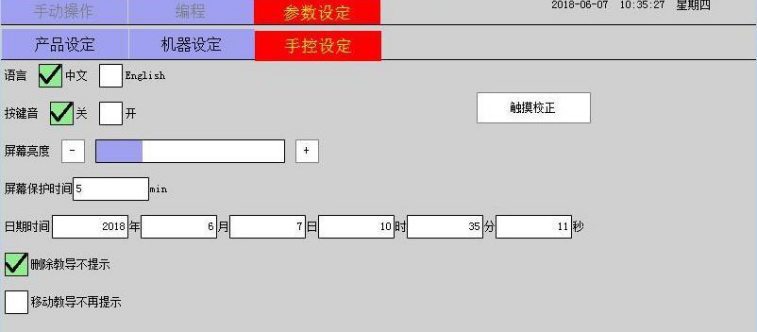 手动操作 编程 参数设定 2018-06-07 10:35:27 星期四
产品设定 机器设定 手控设定
语言 中文 English
按键音 关 开 触摸校正
屏幕亮度 - +
屏幕保护时间 5 min
日期时间 2018 年 6 月 7 日 10 时 35 分 11 秒
删除教导不提示
移动教导不再提示